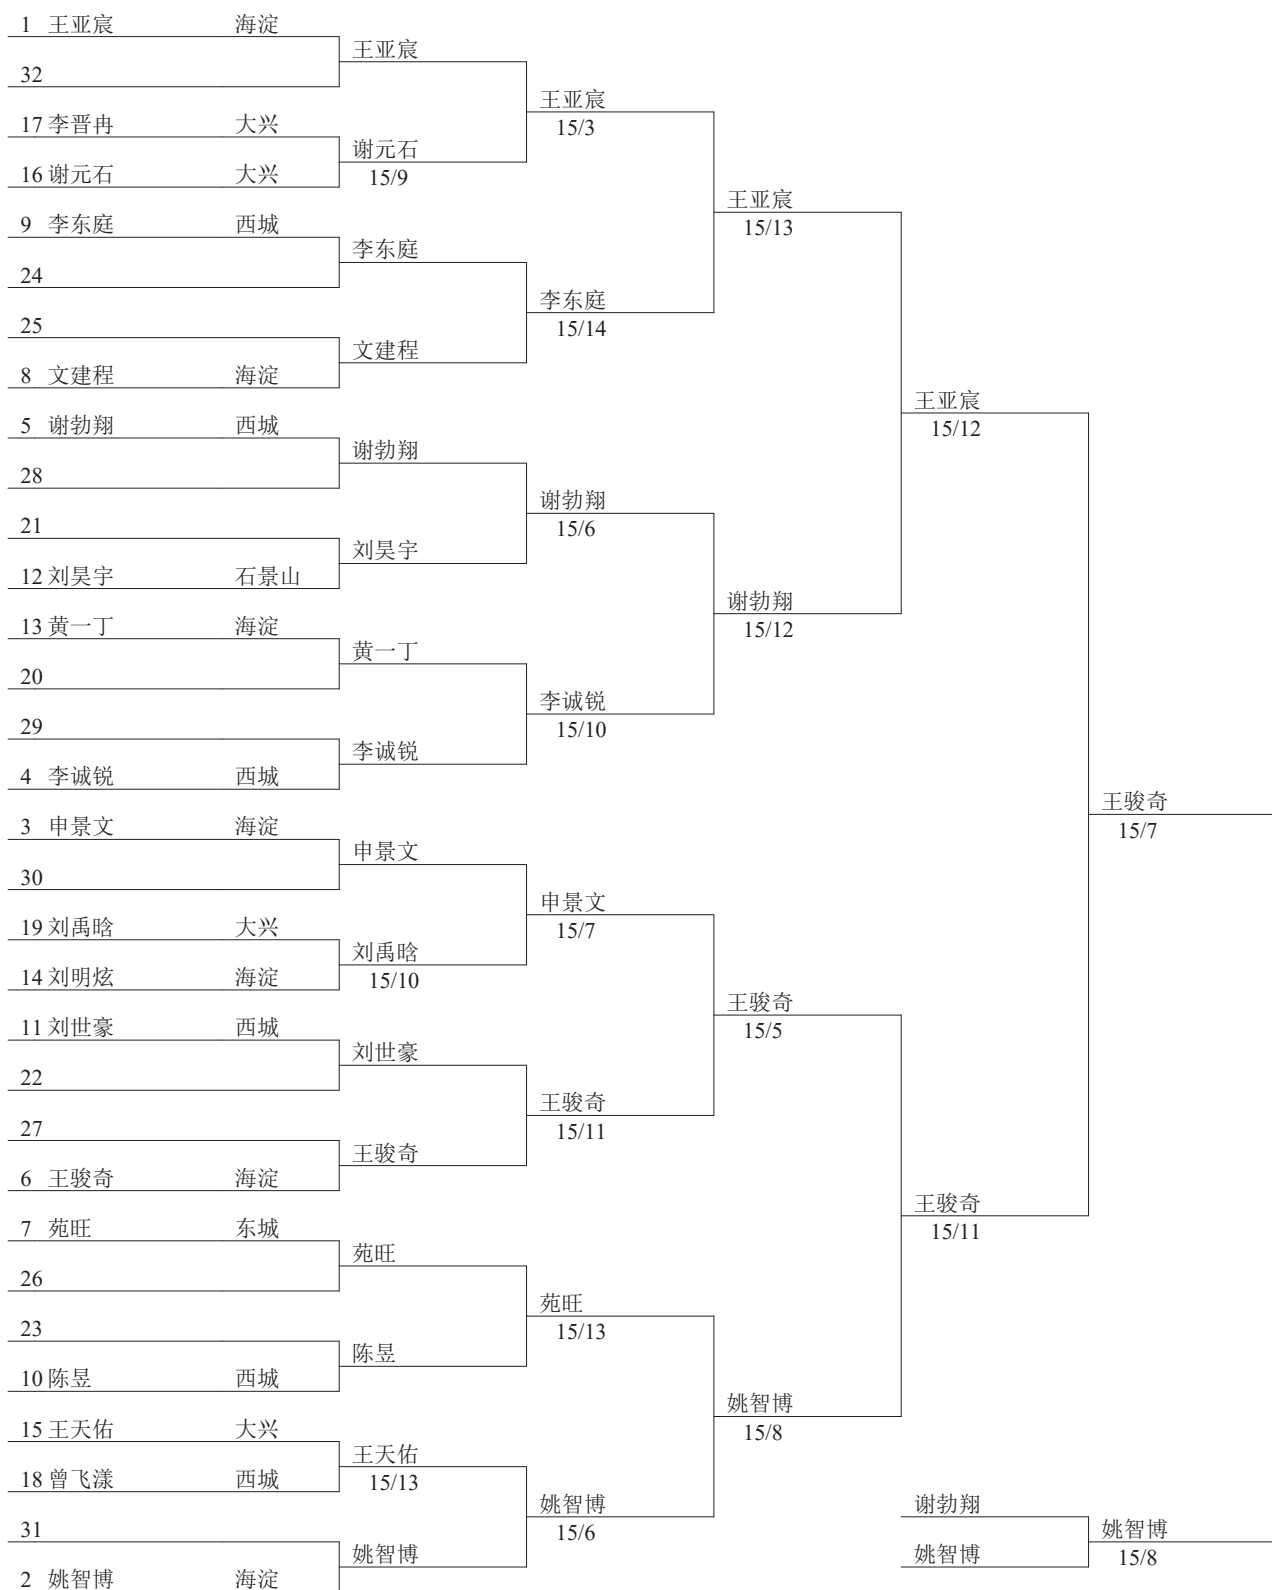 1 王亚宸 海淀
王亚宸
32
王亚宸
15/3
17 李晋冉 大兴
谢元石
15/9
16 谢元石 大兴
王亚宸
15/13
9 李东庭 西城
李东庭
24
李东庭
15/14
25
文建程
8 文建程 海淀
王亚宸
15/12
5 谢勃翔 西城
谢勃翔
28
谢勃翔
15/6
21
刘昊宇
12 刘昊宇 石景山
谢勃翔
15/12
13 黄一丁 海淀
黄一丁
20
李诚锐
15/10
29
李诚锐
4 李诚锐 西城
王骏奇
15/7
3 申景文 海淀
申景文
30
申景文
15/7
19 刘禹晗 大兴
刘禹晗
15/10
14 刘明炫 海淀
王骏奇
15/5
11 刘世豪 西城
刘世豪
22
王骏奇
15/11
27
王骏奇
6 王骏奇 海淀
王骏奇
15/11
7 苑旺 东城
苑旺
26
苑旺
15/13
23
陈昱
10 陈昱 西城
姚智博
15/8
15 王天佑 大兴
王天佑
15/13
18 曾飞漾 西城
姚智博
15/6
31
姚智博
2 姚智博 海淀
谢勃翔
姚智博
15/8
姚智博